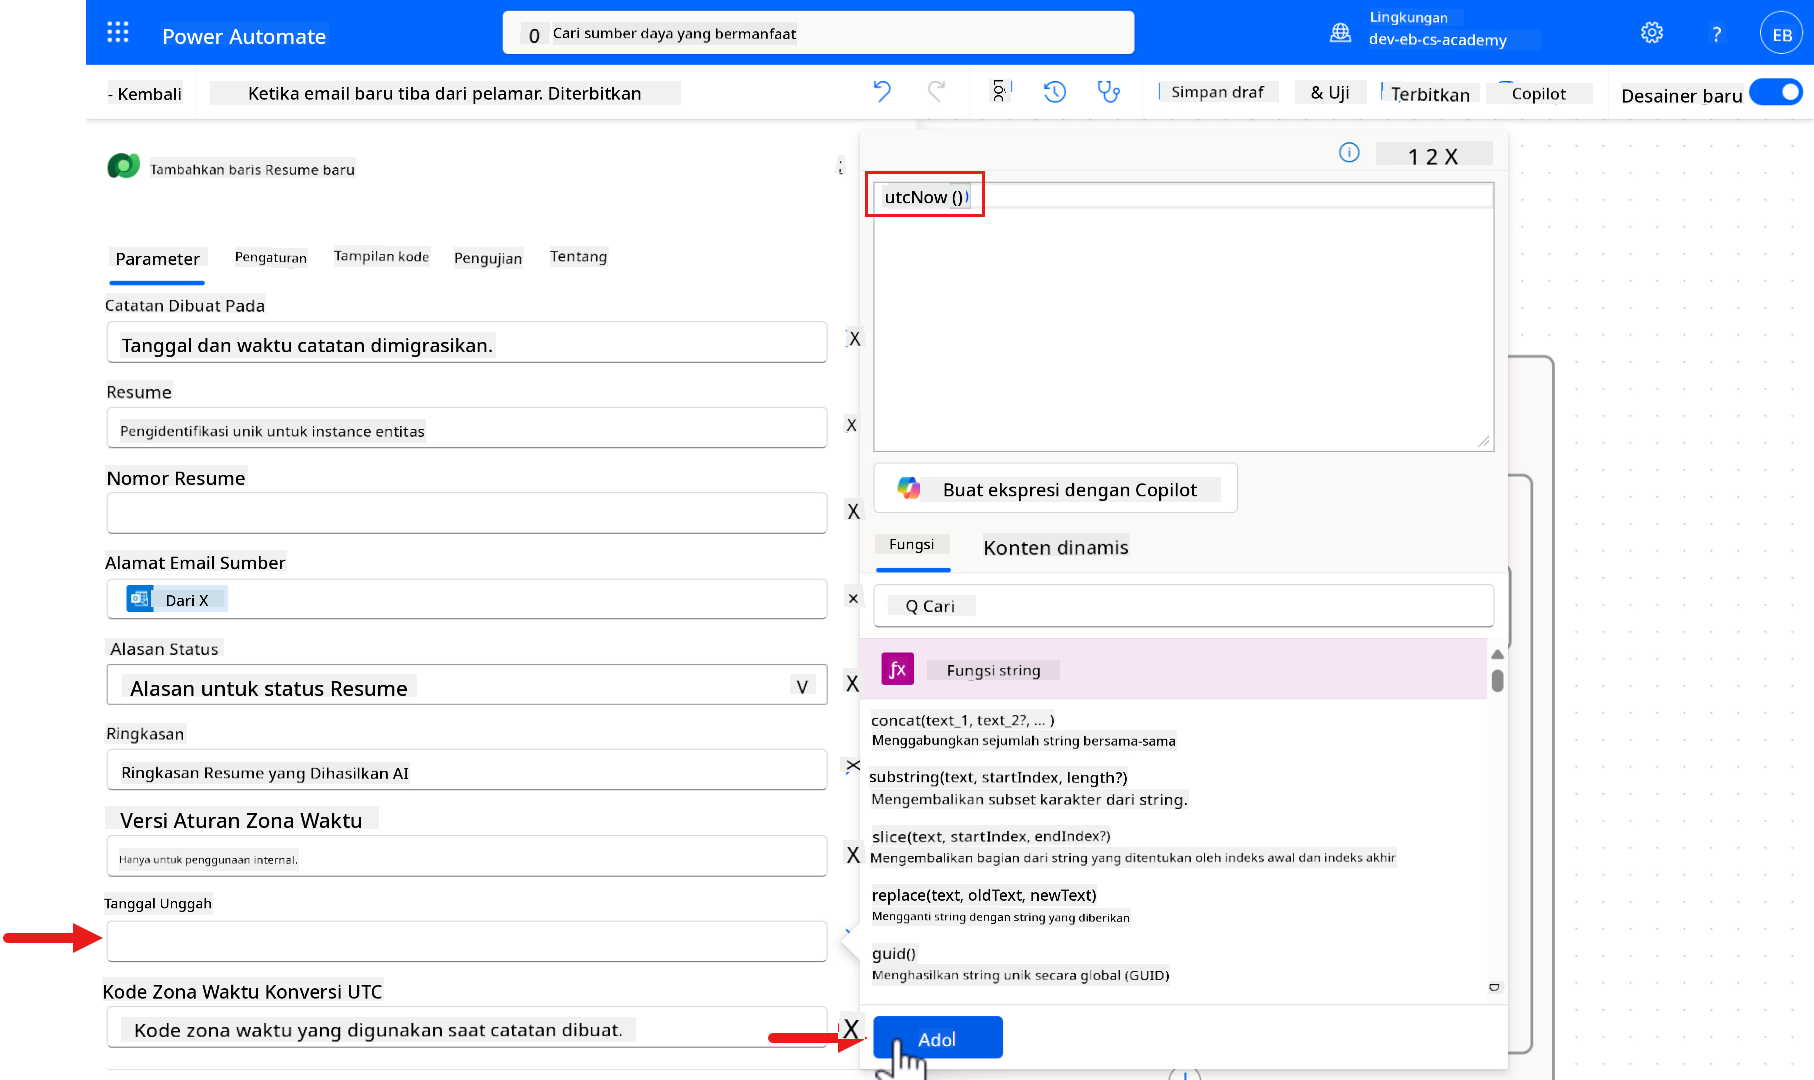 Power Automate
Cari sumber daya yang bermanfaat
Lingkungan
dev-eb-cs-academy
?
EB
- Kembali
Ketika email baru tiba dari pelamar. Diterbitkan
Simpan draf
& Uji
Terbitkan
Copilot
Desainer baru
Tambahkan baris Resume baru
1 2 X
utcNow ()
Parameter
Pengaturan
Tampilan kode
Pengujian
Tentang
Catatan Dibuat Pada
Tanggal dan waktu catatan dimigrasikan.
X
Resume
Pengidentifikasi unik untuk instance entitas
X
Nomor Resume
X
Alamat Email Sumber
Dari X
×
Alasan Status
Alasan untuk status Resume
V
X
Ringkasan
Ringkasan Resume yang Dihasilkan AI
Versi Aturan Zona Waktu
Hanya untuk penggunaan internal.
X
Tanggal Unggah
Kode Zona Waktu Konversi UTC
Kode zona waktu yang digunakan saat catatan dibuat.
X
Buat ekspresi dengan Copilot
Fungsi
Konten dinamis
Q Cari
fx
Fungsi string
concat(text_1, text_2?, ... )
Menggabungkan sejumlah string bersama-sama
substring(text, startIndex, length?)
Mengembalikan subset karakter dari string.
slice(text, startIndex, endIndex?)
Mengembalikan bagian dari string yang ditentukan oleh indeks awal dan indeks akhir
replace(text, oldText, newText)
Mengganti string dengan string yang diberikan
guid()
Menghasilkan string unik secara global (GUID)
Adol